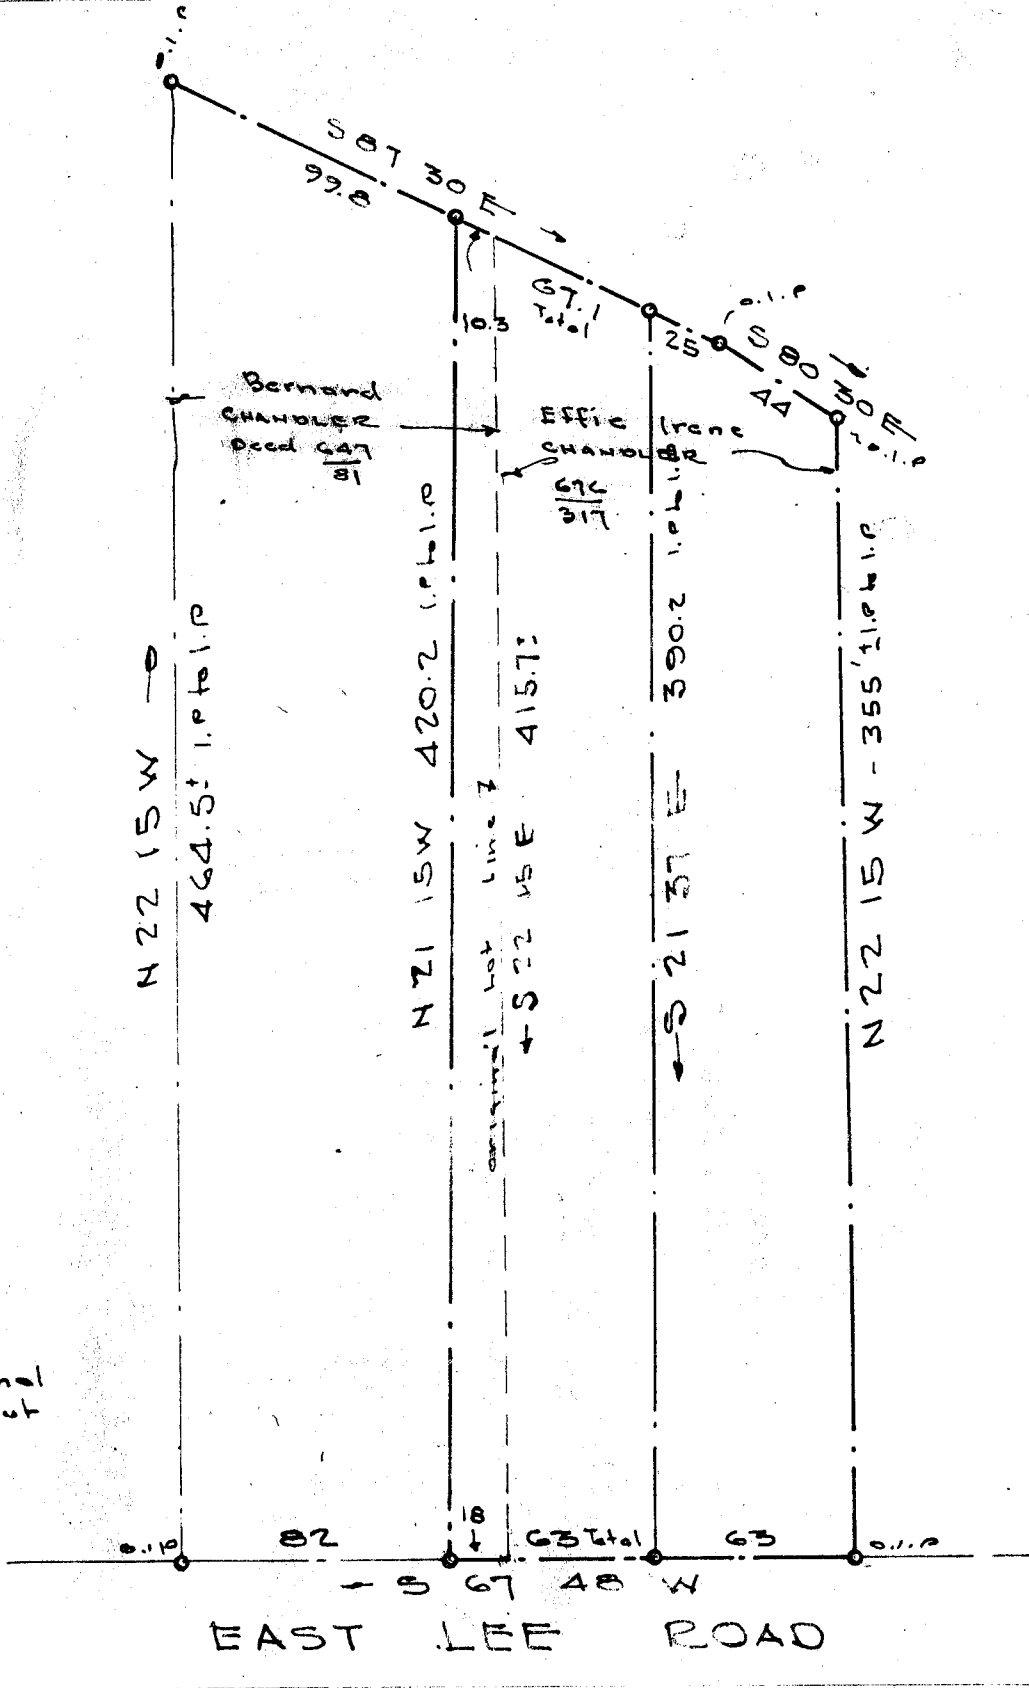 o.i.p
S 87 30 E
99.8
67.1
Total
10.3
o.i.p
25
S 80 30 E
44
o.i.p
Bernard
CHANDLER
Deed 647
81
Effie Irene
CHANDLER
676
317
N 22 15 W
464.5± i.p to i.p
N 21 15 W 420.2 i.p to i.p
original Lot Line
S 22 15 E 415.7±
S 21 37 E 390.2 i.p to i.p
N 22 15 W - 355'± i.p to i.p
o.i.p
82
18
63 total
63
o.i.p
S 67 48 W
EAST LEE ROAD